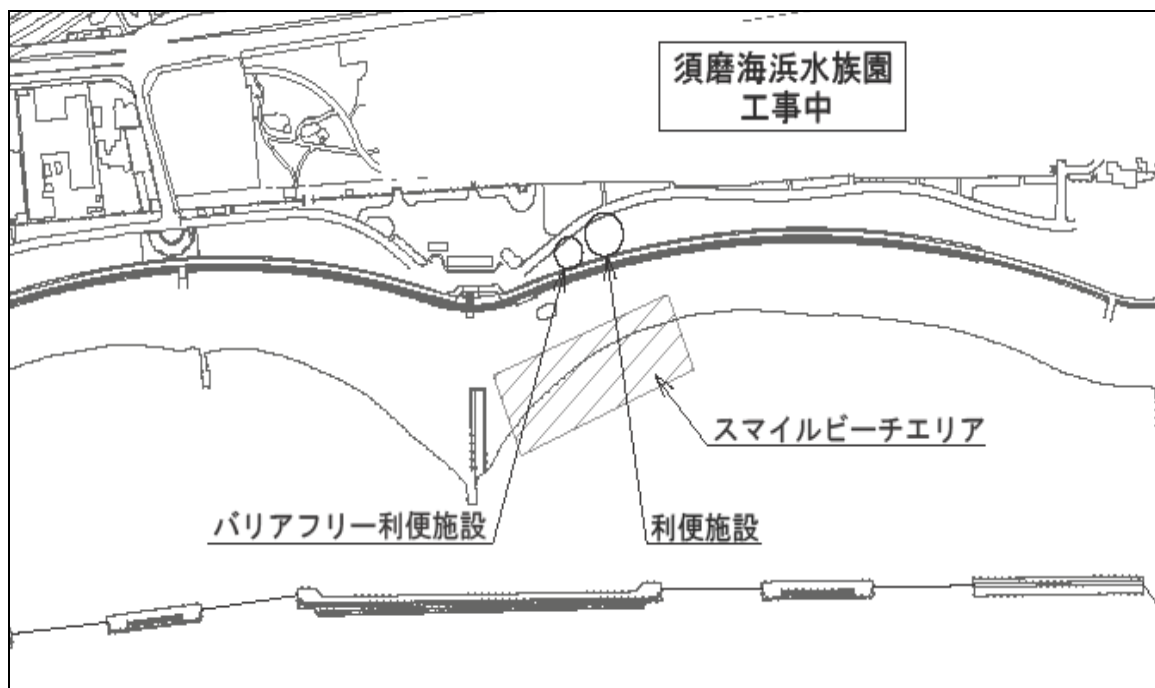 須磨海浜水族園
工事中
スマイルビーチエリア
バリアフリー利便施設
利便施設